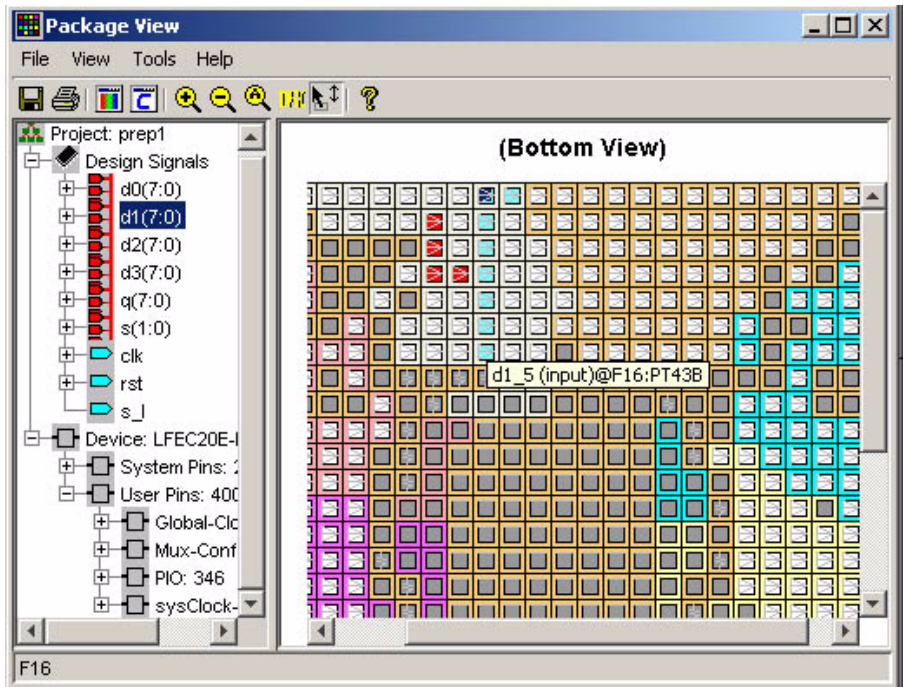 Package View
File View Tools Help
Project: prep1
Design Signals
d0(7:0)
d1(7:0)
d2(7:0)
d3(7:0)
q(7:0)
s(1:0)
clk
rst
s_l
Device: LFEC20E-
System Pins:
User Pins: 400
Global-Clo
Mux-Conf
PIO: 346
sysClock-
(Bottom View)
d1_5 (input)@F16:PT43B
F16